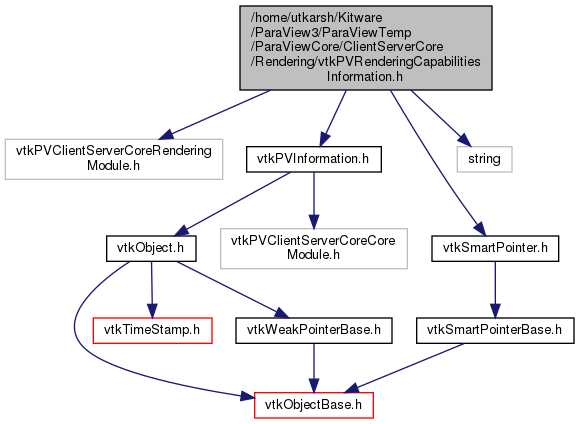 /home/utkarsh/Kitware
/ParaView3/ParaViewTemp
/ParaViewCore/ClientServerCore
/Rendering/vtkPVRenderingCapabilities
Information.h
vtkPVClientServerCoreRendering
Module.h
vtkPVInformation.h
string
vtkObject.h
vtkPVClientServerCoreCore
Module.h
vtkSmartPointer.h
vtkTimeStamp.h
vtkWeakPointerBase.h
vtkSmartPointerBase.h
vtkObjectBase.h